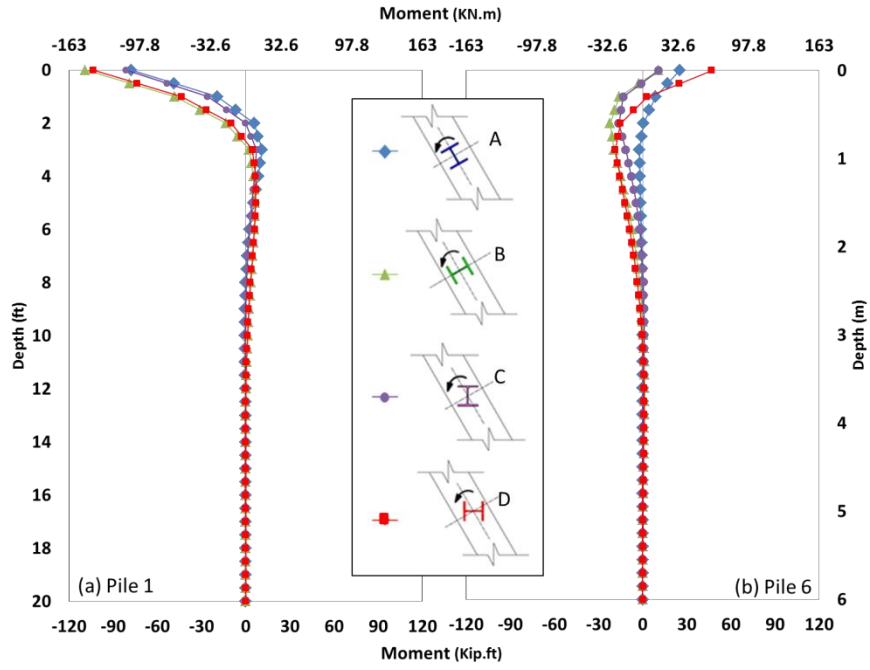 Moment (KN.m)
-163 -97.8 -32.6 32.6 97.8 163
-163 -97.8 -32.6 32.6 97.8 163
Depth (ft)
0
2
4
6
8
10
12
14
16
18
20
A
B
C
D
0
1
2
3
4
5
6
Depth (m)
(a) Pile 1
(b) Pile 6
-120 -90 -60 -30 0 30 60 90 120
-120 -90 -60 -30 0 30 60 90 120
Moment (Kip.ft)